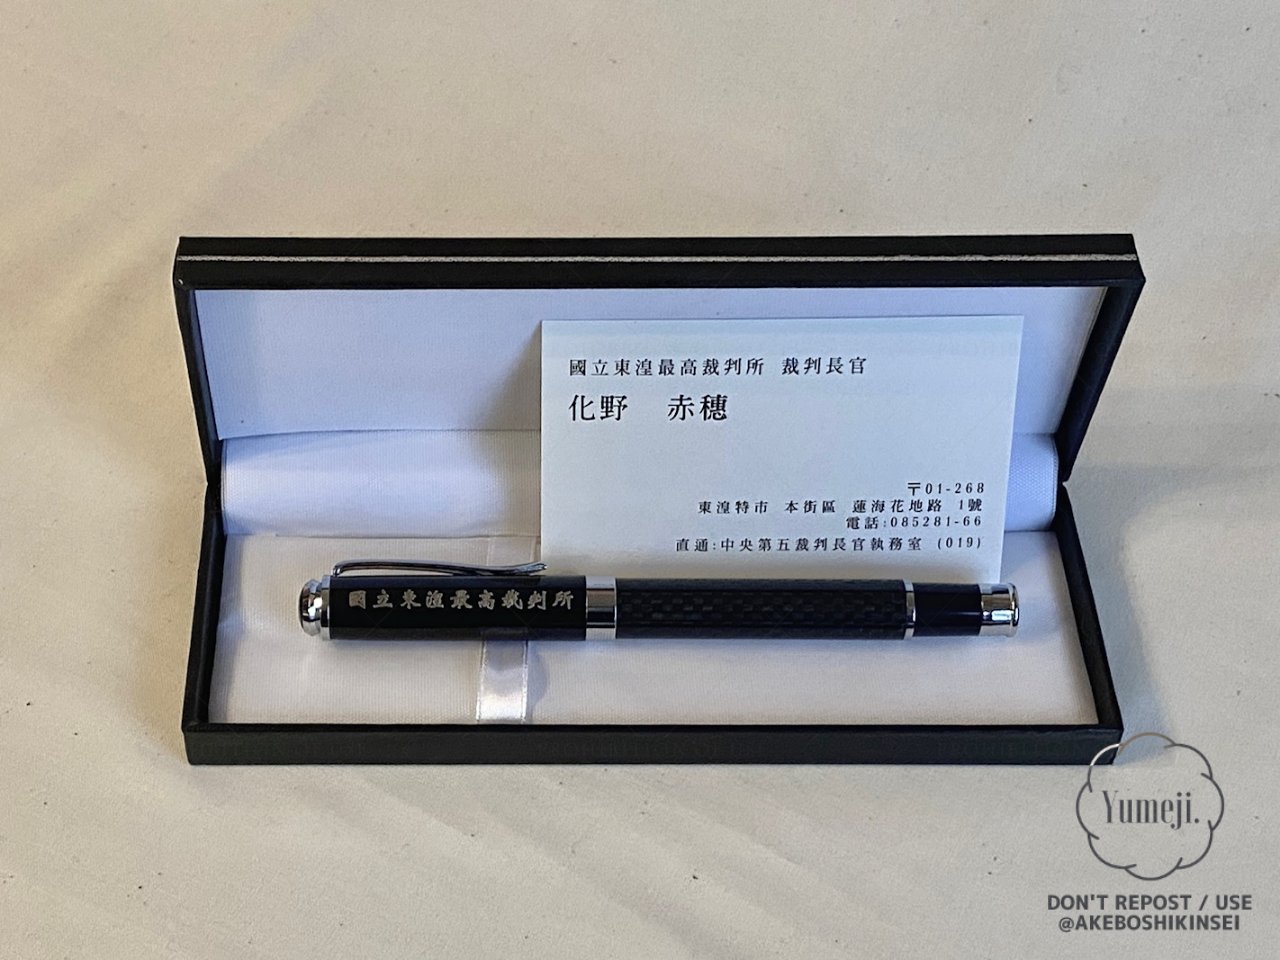 國立東湟最高裁判所 裁判長官
化野 赤穗
〒01-268
東湟特市 本街區 蓮海花地路 1號
電話:085281-66
直通:中央第五裁判長官執務室 (019)
國立東湟最高裁判所
Yumeji.
DON'T REPOST / USE
@AKEBOSHIKINSEI